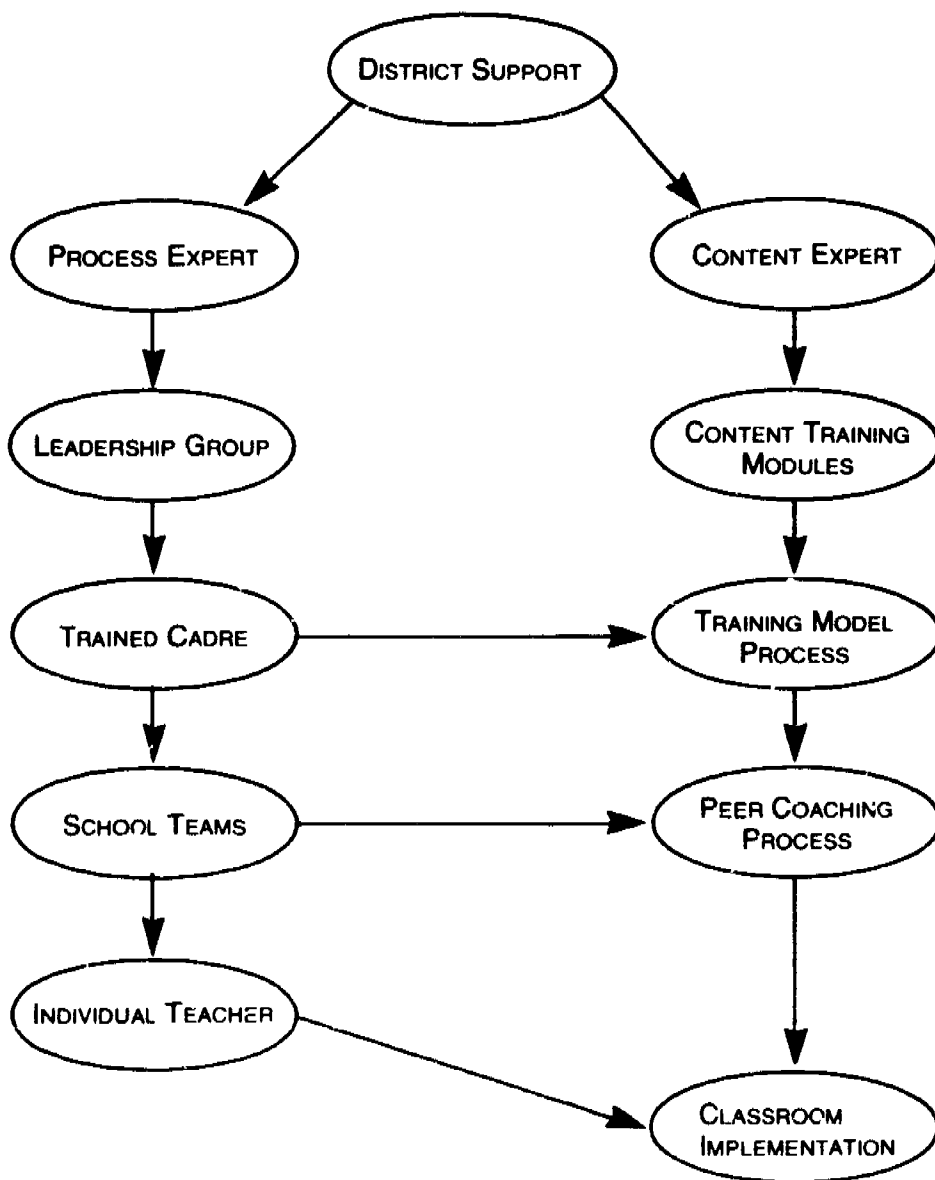 DISTRICT SUPPORT
PROCESS EXPERT
CONTENT EXPERT
LEADERSHIP GROUP
CONTENT TRAINING
MODULES
TRAINED CADRE
TRAINING MODEL
PROCESS
SCHOOL TEAMS
PEER COACHING
PROCESS
INDIVIDUAL TEACHER
CLASSROOM
IMPLEMENTATION